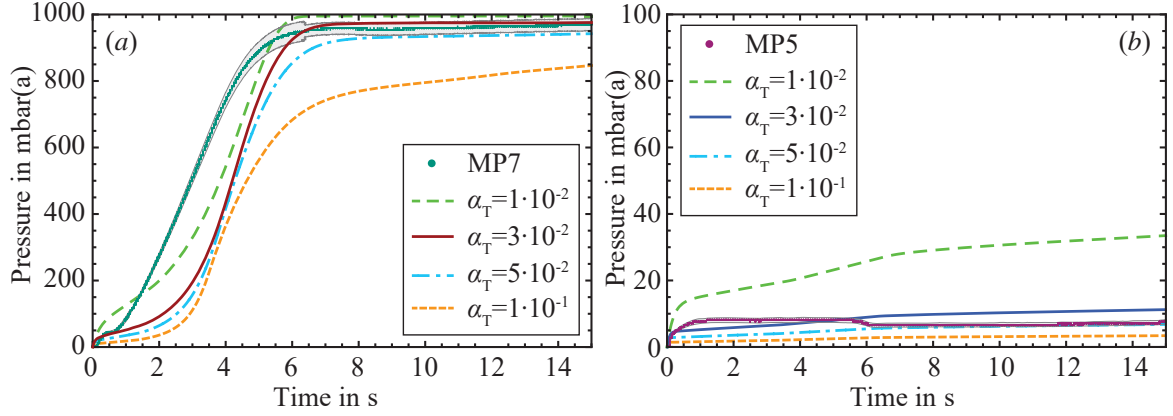 (a)
Pressure in mbar(a)
1000
800
600
400
200
0
MP7
α_T=1·10⁻²
α_T=3·10⁻²
α_T=5·10⁻²
α_T=1·10⁻¹
0 2 4 6 8 10 12 14
Time in s
(b)
Pressure in mbar(a)
100
80
60
40
20
0
MP5
α_T=1·10⁻²
α_T=3·10⁻²
α_T=5·10⁻²
α_T=1·10⁻¹
0 2 4 6 8 10 12 14
Time in s